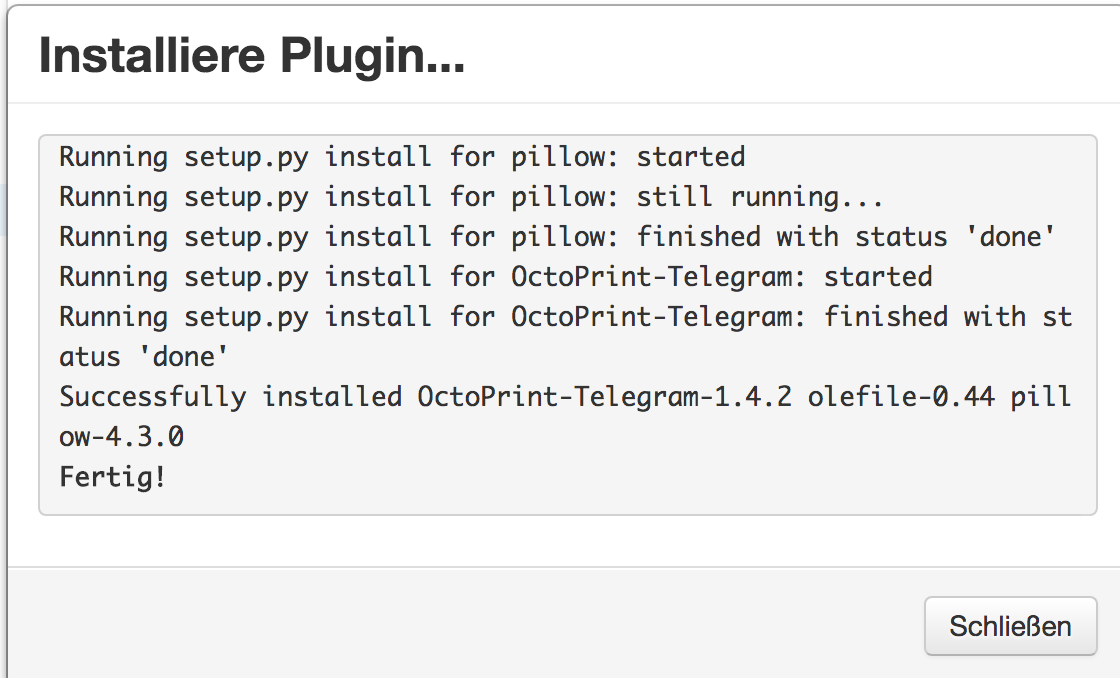 Installiere Plugin...
Running setup.py install for pillow: started
Running setup.py install for pillow: still running...
Running setup.py install for pillow: finished with status 'done'
Running setup.py install for OctoPrint-Telegram: started
Running setup.py install for OctoPrint-Telegram: finished with st
atus 'done'
Successfully installed OctoPrint-Telegram-1.4.2 olefile-0.44 pill
ow-4.3.0
Fertig!
Schließen